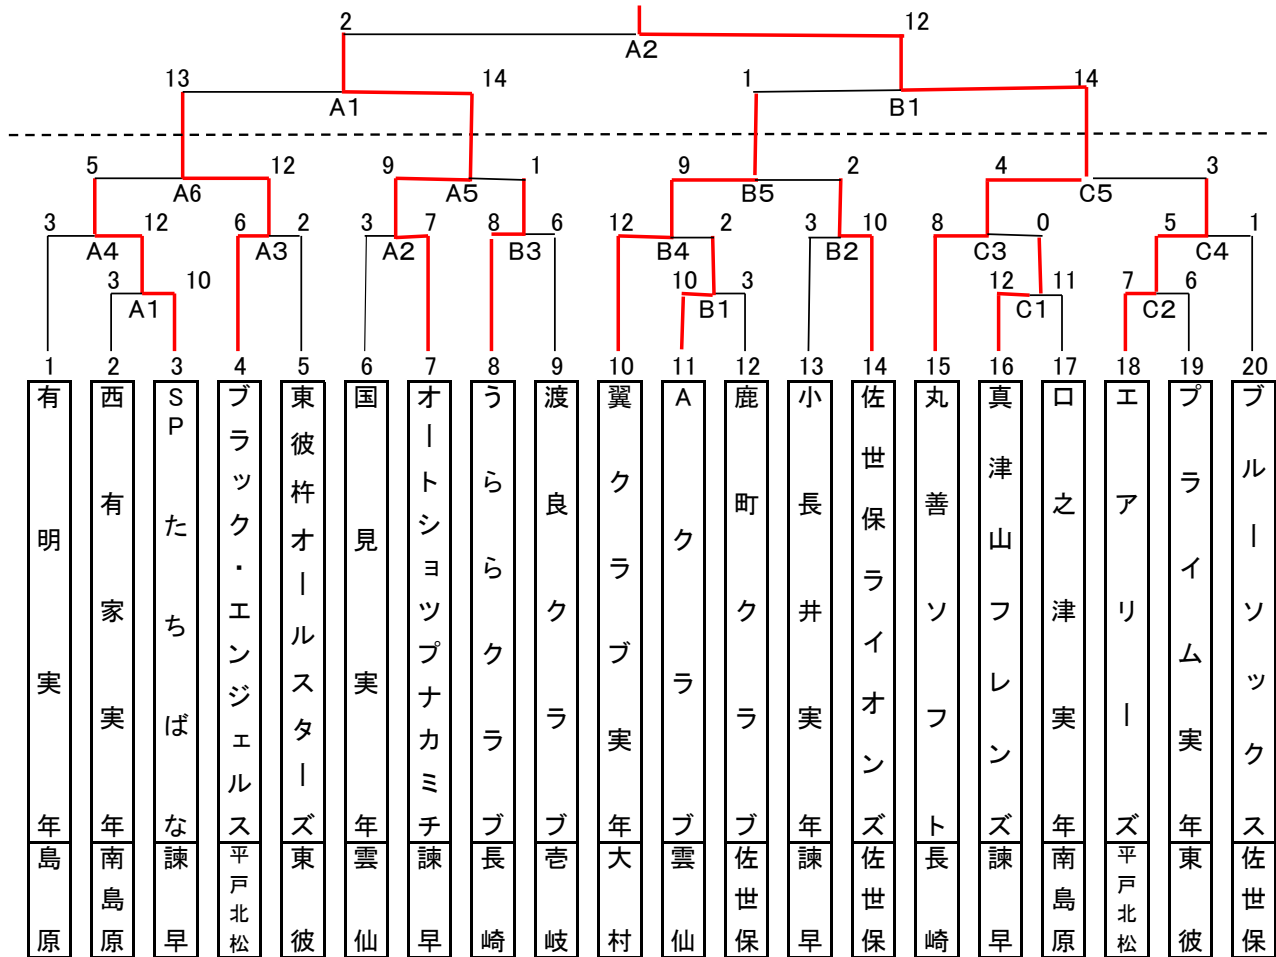 2 12
A2
13 14 1 14
A1 B1
5 12 9 1 9 2 4 3
A6 A5 B5 C5
3 12 6 2 3 7 8 6 12 2 3 10 8 0 5 1
A4 A3 A2 B3 B4 B2 C3 C4
3 10 10 3 12 11 7 6
A1 B1 C1 C2
1 2 3 4 5 6 7 8 9 10 11 12 13 14 15 16 17 18 19 20
有明実年
西有家実年
SPたちばな
ブラック・エンジェルス
東彼杵オールスターズ
国見実年
オートショップナカミチ
うららクラブ
渡良クラブ
翼クラブ実年
Aクラブ
鹿町クラブ
小長井実年
佐世保ライオンズ
丸善ソフト
真津山フレンズ
口之津実年
エアリーズ
プライム実年
ブルーソックス
島原
南島原
諫早
平戸北松
東彼
雲仙
諫早
長崎
壱岐
大村
雲仙
佐世保
諫早
佐世保
長崎
諫早
南島原
平戸北松
東彼
佐世保